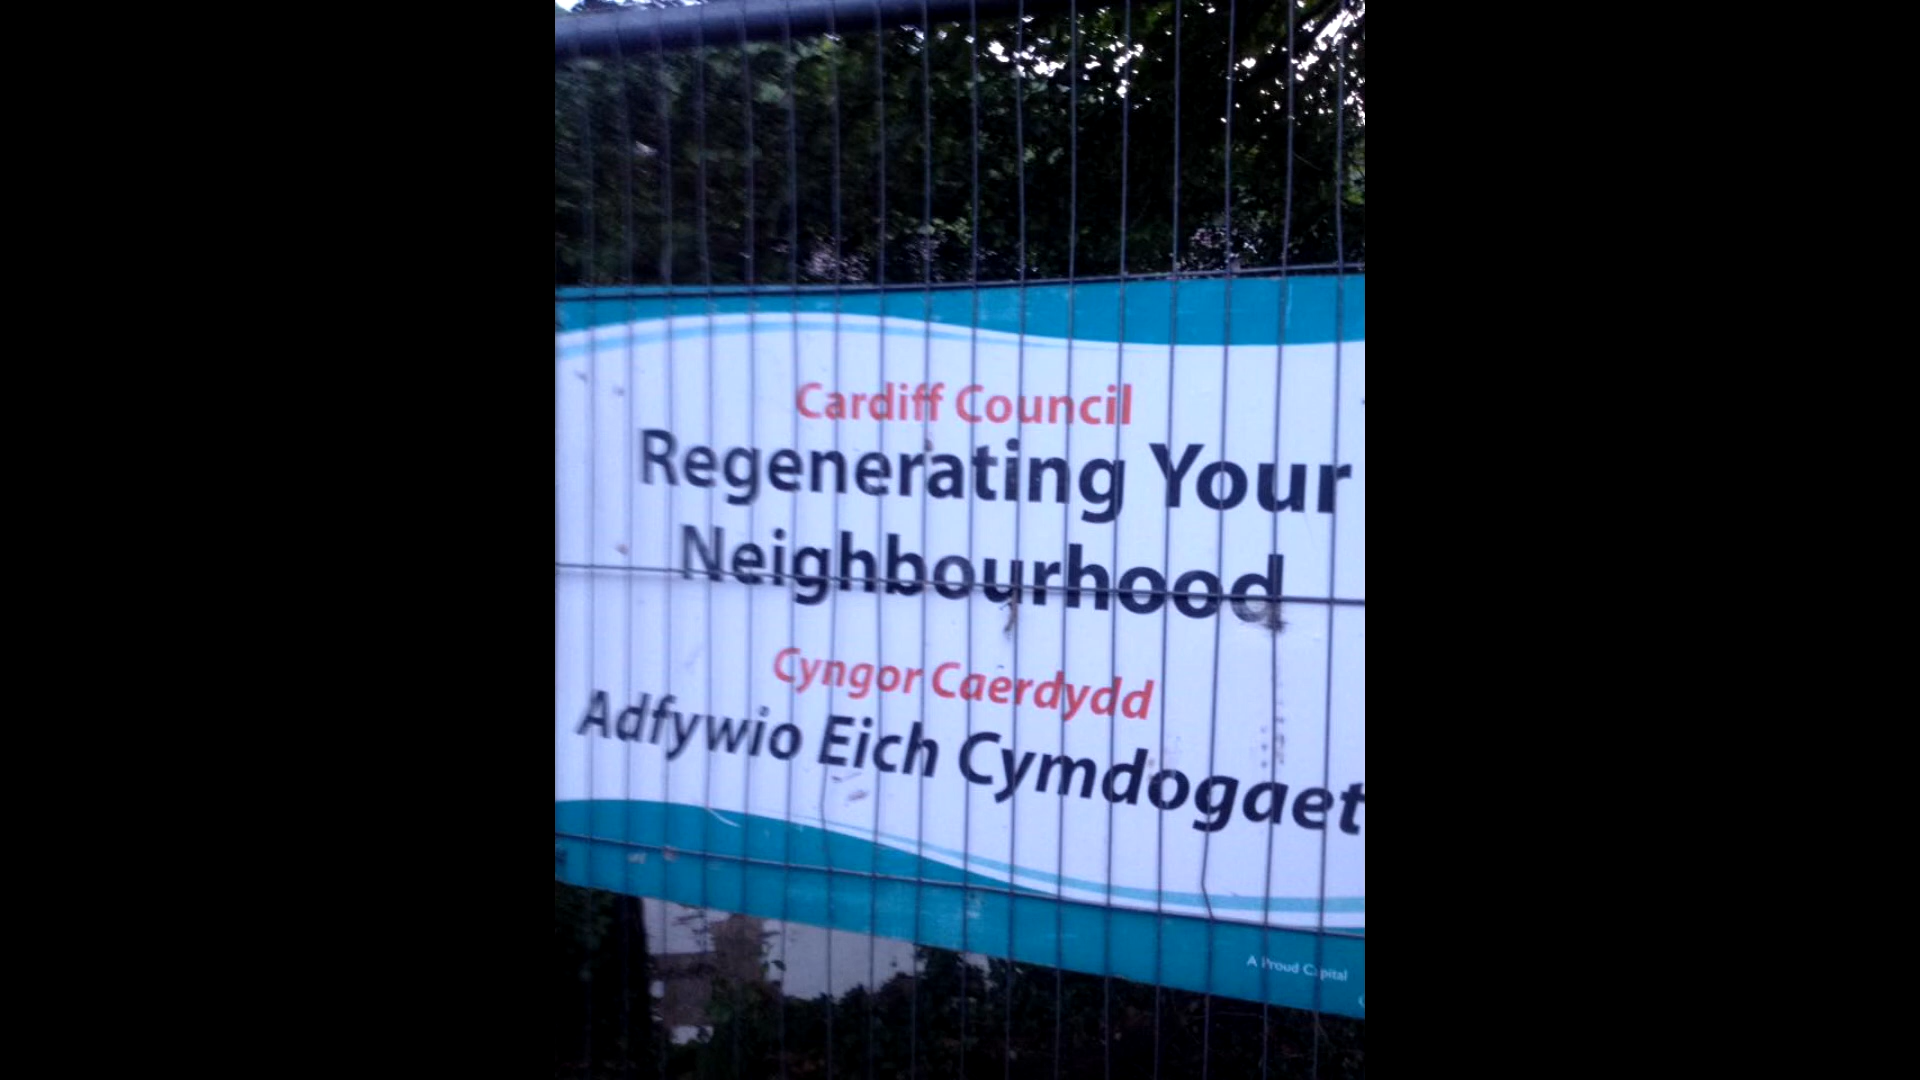 Cardiff Council
Regenerating Your
Neighbourhood
Cyngor Caerdydd
Adfywio Eich Cymdogaet
A Proud Capital